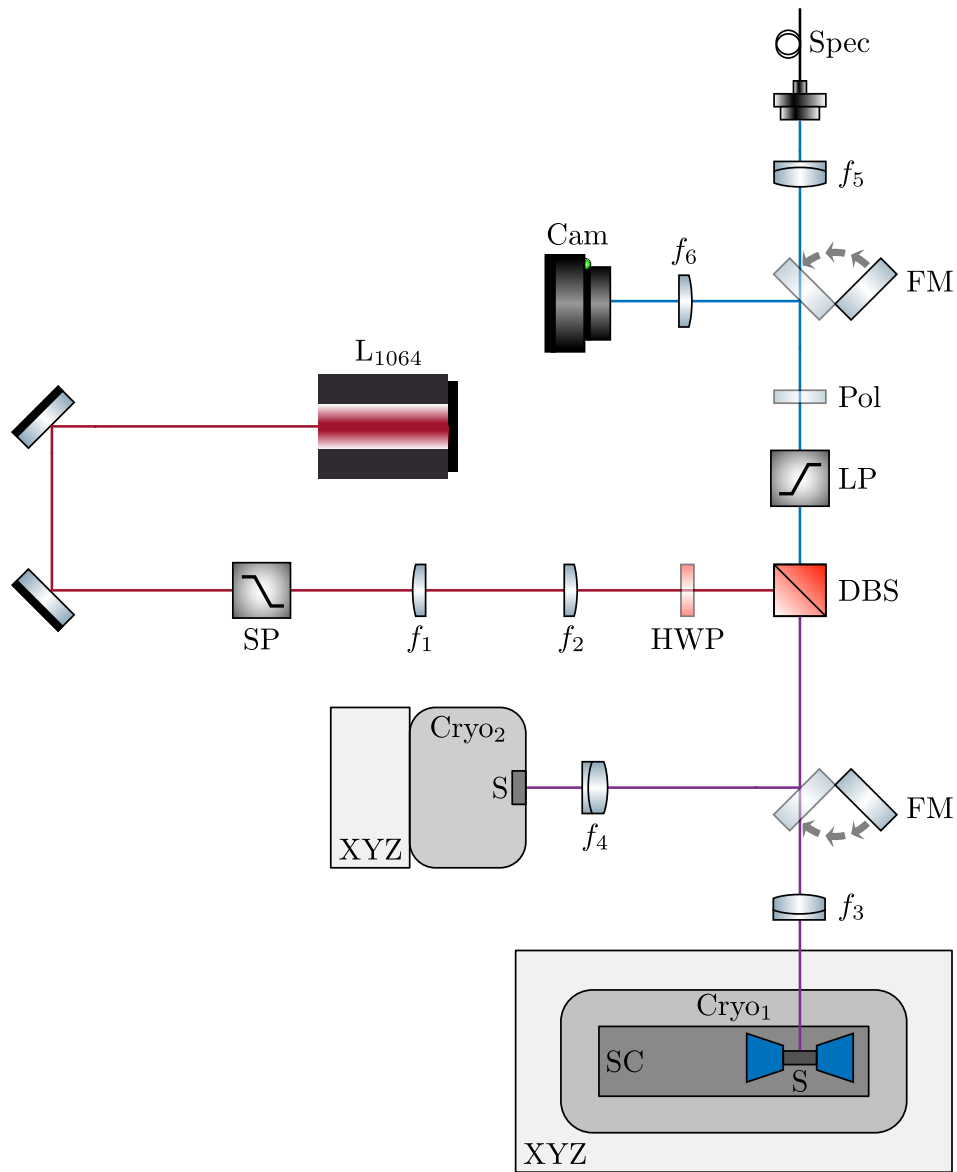 Spec
f₅
Cam
f₆
FM
L₁₀₆₄
Pol
LP
DBS
SP
f₁
f₂
HWP
Cryo₂
S
XYZ
f₄
FM
f₃
Cryo₁
SC
S
XYZ